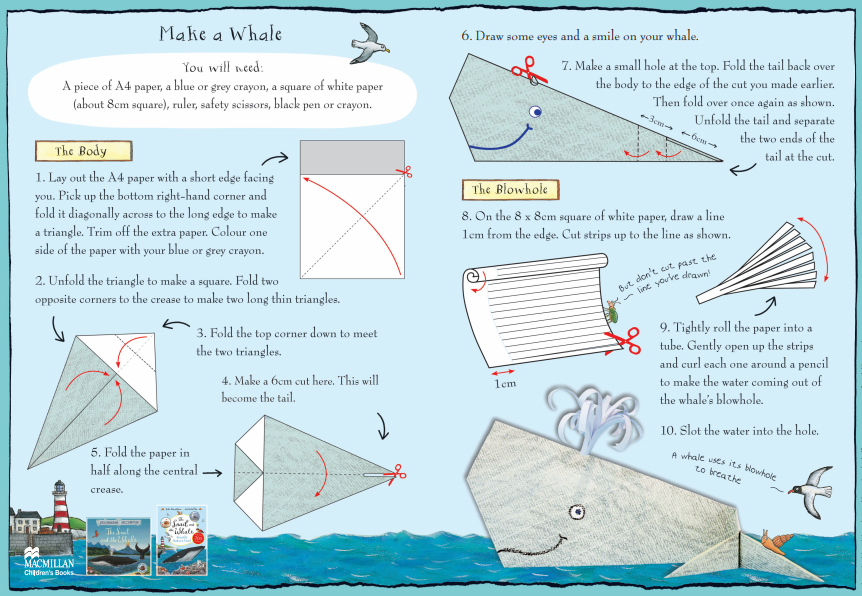 Make a Whale
You will need:
A piece of A4 paper, a blue or grey crayon, a square of white paper
(about 8cm square), ruler, safety scissors, black pen or crayon.
The Body
1. Lay out the A4 paper with a short edge facing
you. Pick up the bottom right-hand corner and
fold it diagonally across to the long edge to make
a triangle. Trim off the extra paper. Colour one
side of the paper with your blue or grey crayon.
2. Unfold the triangle to make a square. Fold two
opposite corners to the crease to make two long thin triangles.
3. Fold the top corner down to meet
the two triangles.
4. Make a 6cm cut here. This will
become the tail.
5. Fold the paper in
half along the central
crease.
The Snail
and the Whale
The
Snail and
the Whale
MACMILLAN
Children's Books
6. Draw some eyes and a smile on your whale.
7. Make a small hole at the top. Fold the tail back over
the body to the edge of the cut you made earlier.
Then fold over once again as shown.
Unfold the tail and separate
the two ends of the
tail at the cut.
3cm
6cm
The Blowhole
8. On the 8 x 8cm square of white paper, draw a line
1cm from the edge. Cut strips up to the line as shown.
But don't cut past the
line you've drawn!
1cm
9. Tightly roll the paper into a
tube. Gently open up the strips
and curl each one around a pencil
to make the water coming out of
the whale's blowhole.
10. Slot the water into the hole.
A whale uses its blowhole
to breathe